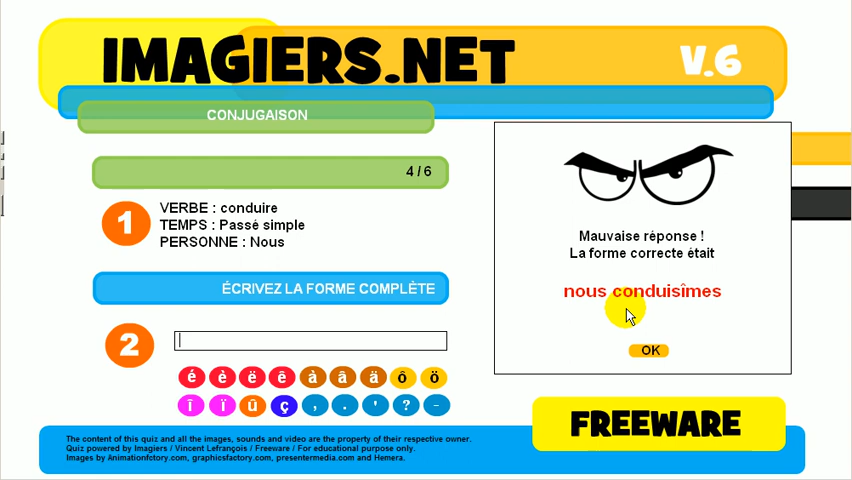 IMAGIERS.NET
V.6
CONJUGAISON
4 / 6
1
VERBE : conduire
TEMPS : Passé simple
PERSONNE : Nous
ÉCRIVEZ LA FORME COMPLÈTE
2
é è ë ê à â ä ô ö
î ï û ç , . ' ? -
Mauvaise réponse !
La forme correcte était
nous conduisîmes
OK
FREEWARE
The content of this quiz and all the images, sounds and video are the property of their respective owner.
Quiz powered by Imagiers / Vincent Lefrançois / Freeware / For educational purpose only.
Images by Animationfctory.com, graphicsfactory.com, presentermedia.com and Hemera.